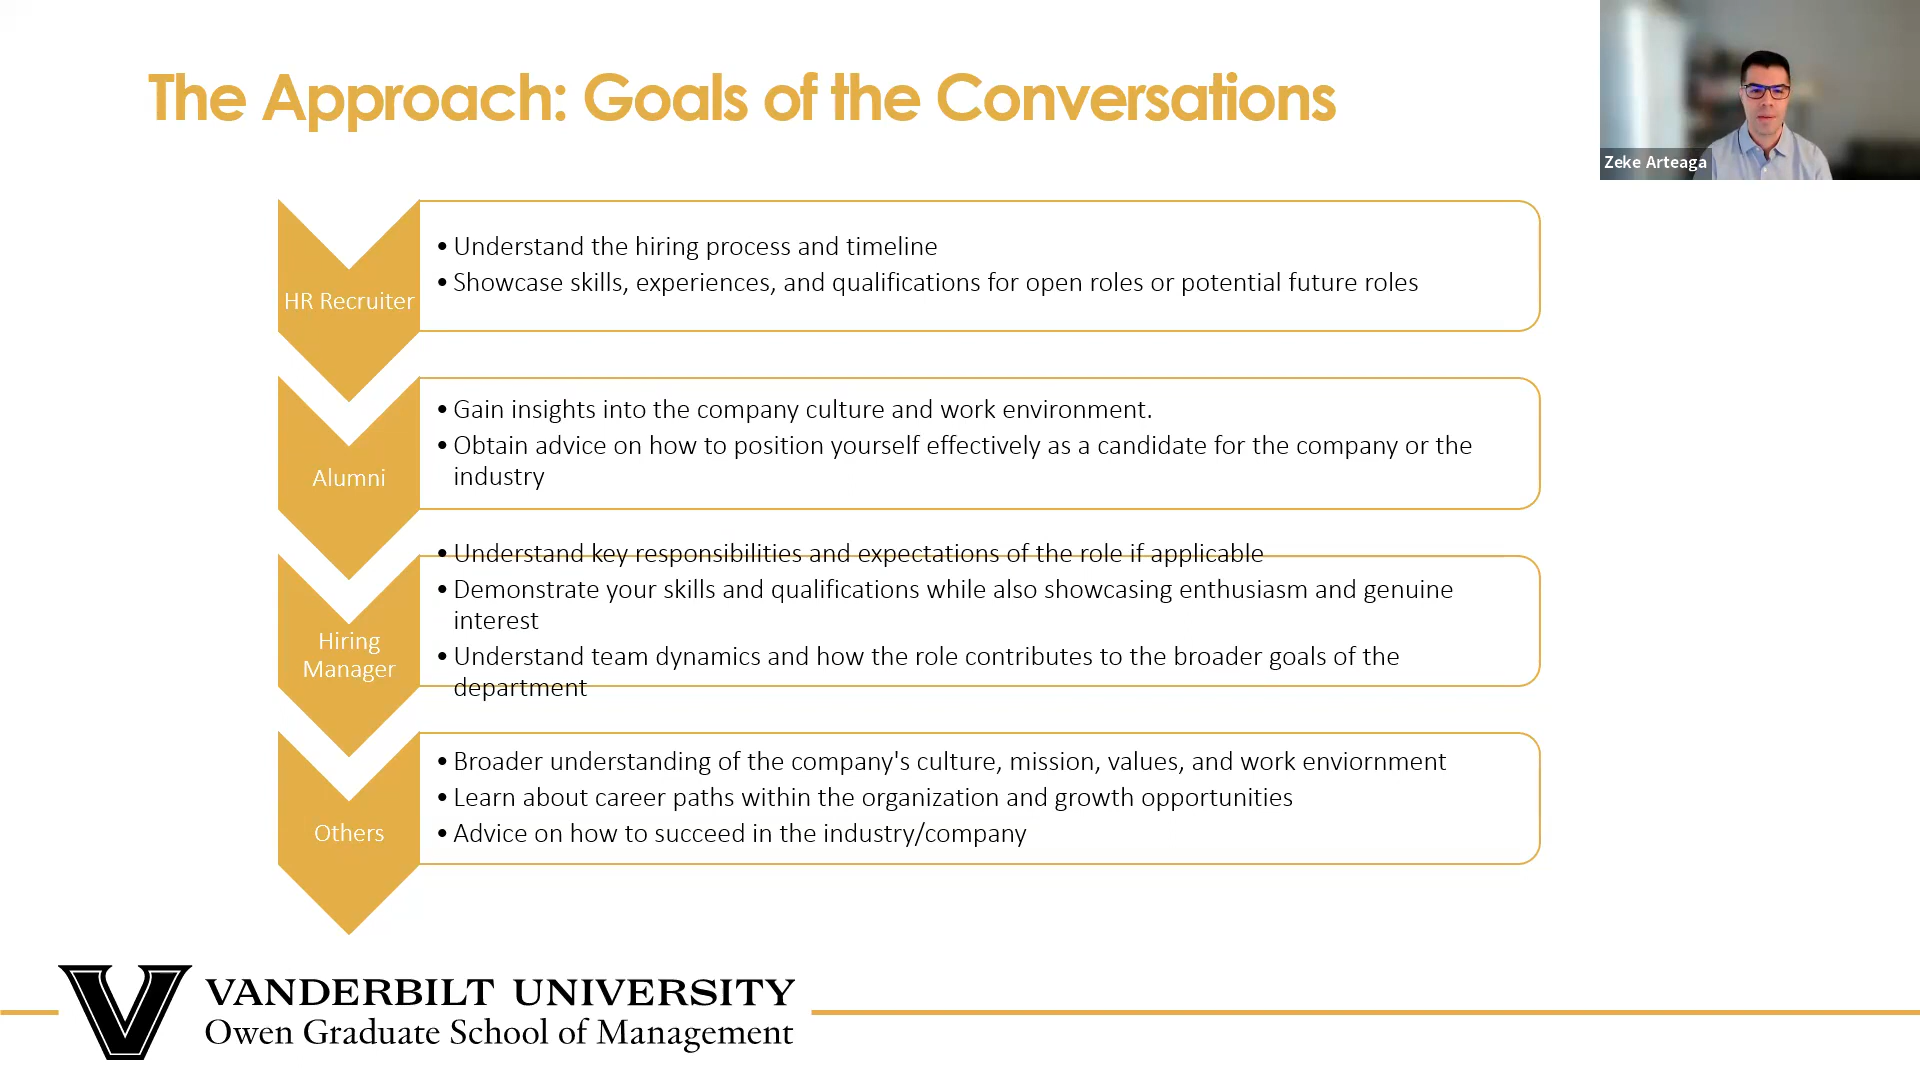 The Approach: Goals of the Conversations
Zeke Arteaga
HR Recruiter
• Understand the hiring process and timeline
• Showcase skills, experiences, and qualifications for open roles or potential future roles
Alumni
• Gain insights into the company culture and work environment.
• Obtain advice on how to position yourself effectively as a candidate for the company or the
industry
Hiring
Manager
• Understand key responsibilities and expectations of the role if applicable
• Demonstrate your skills and qualifications while also showcasing enthusiasm and genuine
interest
• Understand team dynamics and how the role contributes to the broader goals of the
department
Others
• Broader understanding of the company's culture, mission, values, and work enviornment
• Learn about career paths within the organization and growth opportunities
• Advice on how to succeed in the industry/company
V
VANDERBILT UNIVERSITY
Owen Graduate School of Management